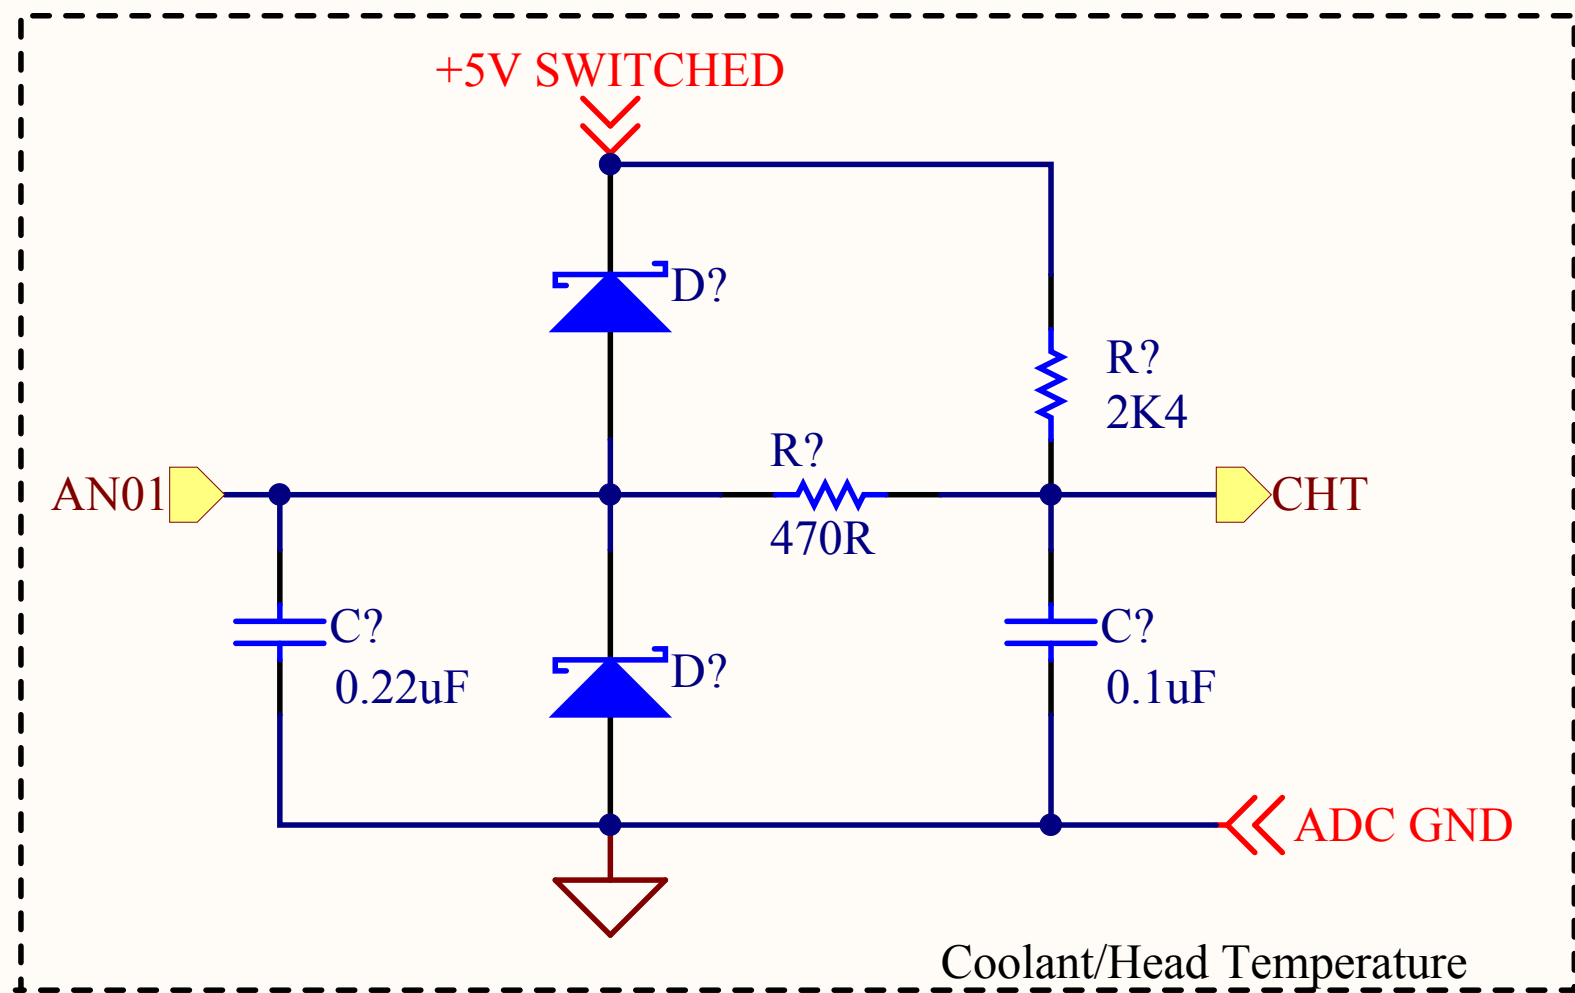 +5V SWITCHED
D?
R?
2K4
R?
AN01
CHT
470R
C?
D?
C?
0.22uF
0.1uF
ADC GND
Coolant/Head Temperature